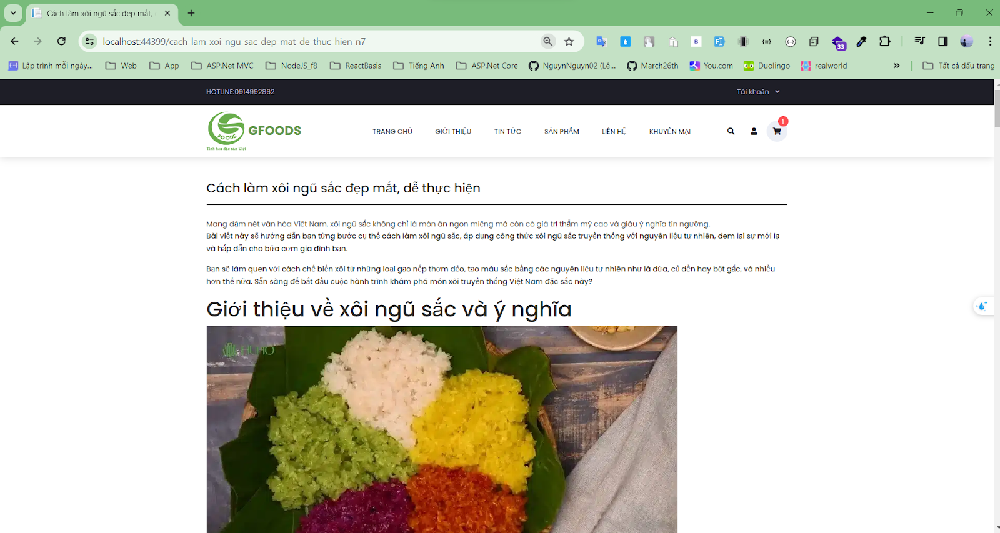 Cách làm xôi ngũ sắc đẹp mắt,
localhost:44399/cach-lam-xoi-ngu-sac-dep-mat-de-thuc-hien-n7
33
Lập trình mỗi ngày...
Web
App
ASP.Net MVC
NodeJS_f8
ReactBasis
Tiếng Anh
ASP.Net Core
NguynNguyn02 (Lê...
March26th
You.com
Duolingo
realworld
»
Tất cả dấu trang
HOTLINE:0914992862
Tài khoản
FOODS
Tinh hoa đặc sản Việt
GFOODS
TRANG CHỦ
GIỚI THIỆU
TIN TỨC
SẢN PHẨM
LIÊN HỆ
KHUYẾN MẠI
1
Cách làm xôi ngũ sắc đẹp mắt, dễ thực hiện
Mang đậm nét văn hóa Việt Nam, xôi ngũ sắc không chỉ là món ăn ngon miệng mà còn có giá trị thẩm mỹ cao và giàu ý nghĩa tín ngưỡng.
Bài viết này sẽ hướng dẫn bạn từng bước cụ thể cách làm xôi ngũ sắc, áp dụng công thức xôi ngũ sắc truyền thống với nguyên liệu tự nhiên, đem lại sự mới lạ
và hấp dẫn cho bữa cơm gia đình bạn.
Bạn sẽ làm quen với cách chế biến xôi từ những loại gạo nếp thơm dẻo, tạo màu sắc bằng các nguyên liệu tự nhiên như lá dứa, củ dền hay bột gấc, và nhiều
hơn thế nữa. Sẵn sàng để bắt đầu cuộc hành trình khám phá món xôi truyền thống Việt Nam đặc sắc này?
Giới thiệu về xôi ngũ sắc và ý nghĩa